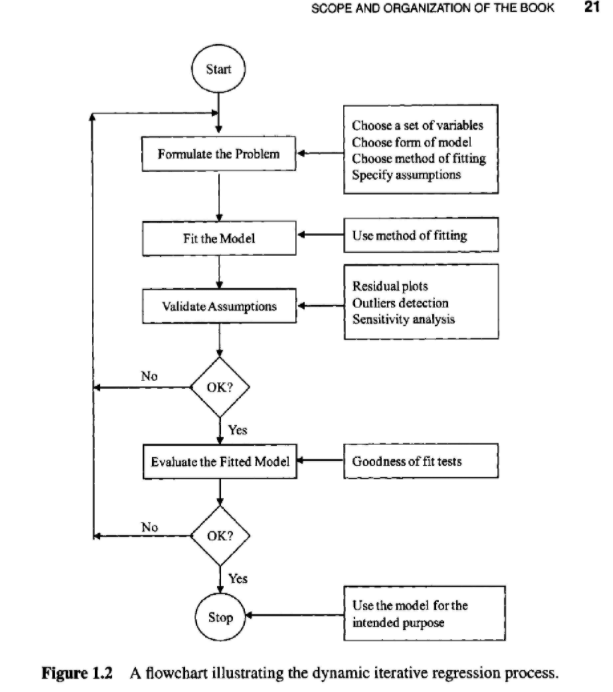 SCOPE AND ORGANIZATION OF THE BOOK 21
Start
Formulate the Problem
Choose a set of variables
Choose form of model
Choose method of fitting
Specify assumptions
Fit the Model
Use method of fitting
Validate Assumptions
Residual plots
Outliers detection
Sensitivity analysis
OK?
No
Yes
Evaluate the Fitted Model
Goodness of fit tests
OK?
No
Yes
Stop
Use the model for the
intended purpose
Figure 1.2 A flowchart illustrating the dynamic iterative regression process.